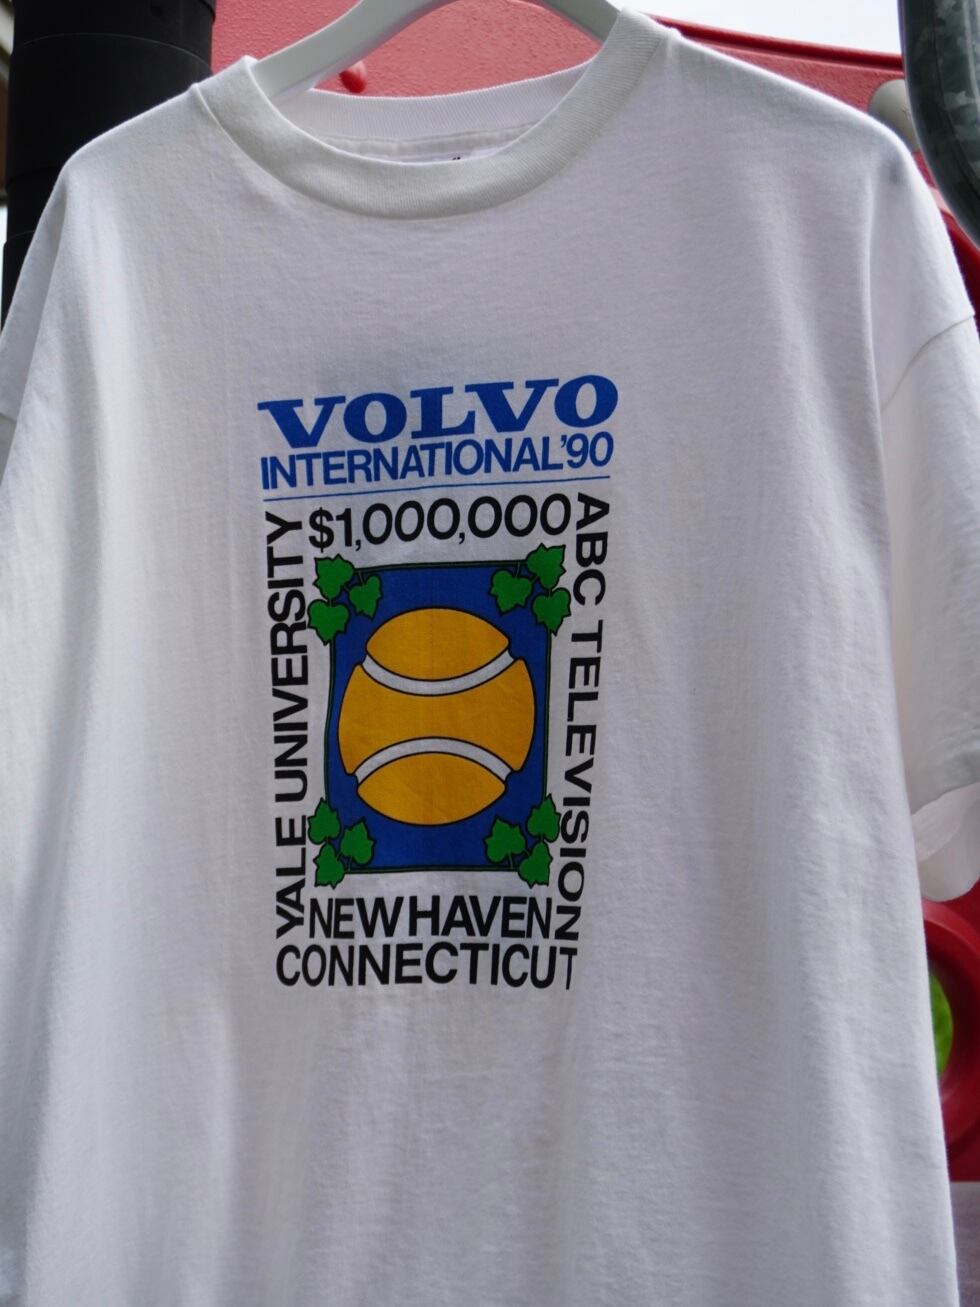 VOLVO
INTERNATIONAL'90
$1,000,000
YALE UNIVERSITY
ABC TELEVISION
NEW HAVEN
CONNECTICUT